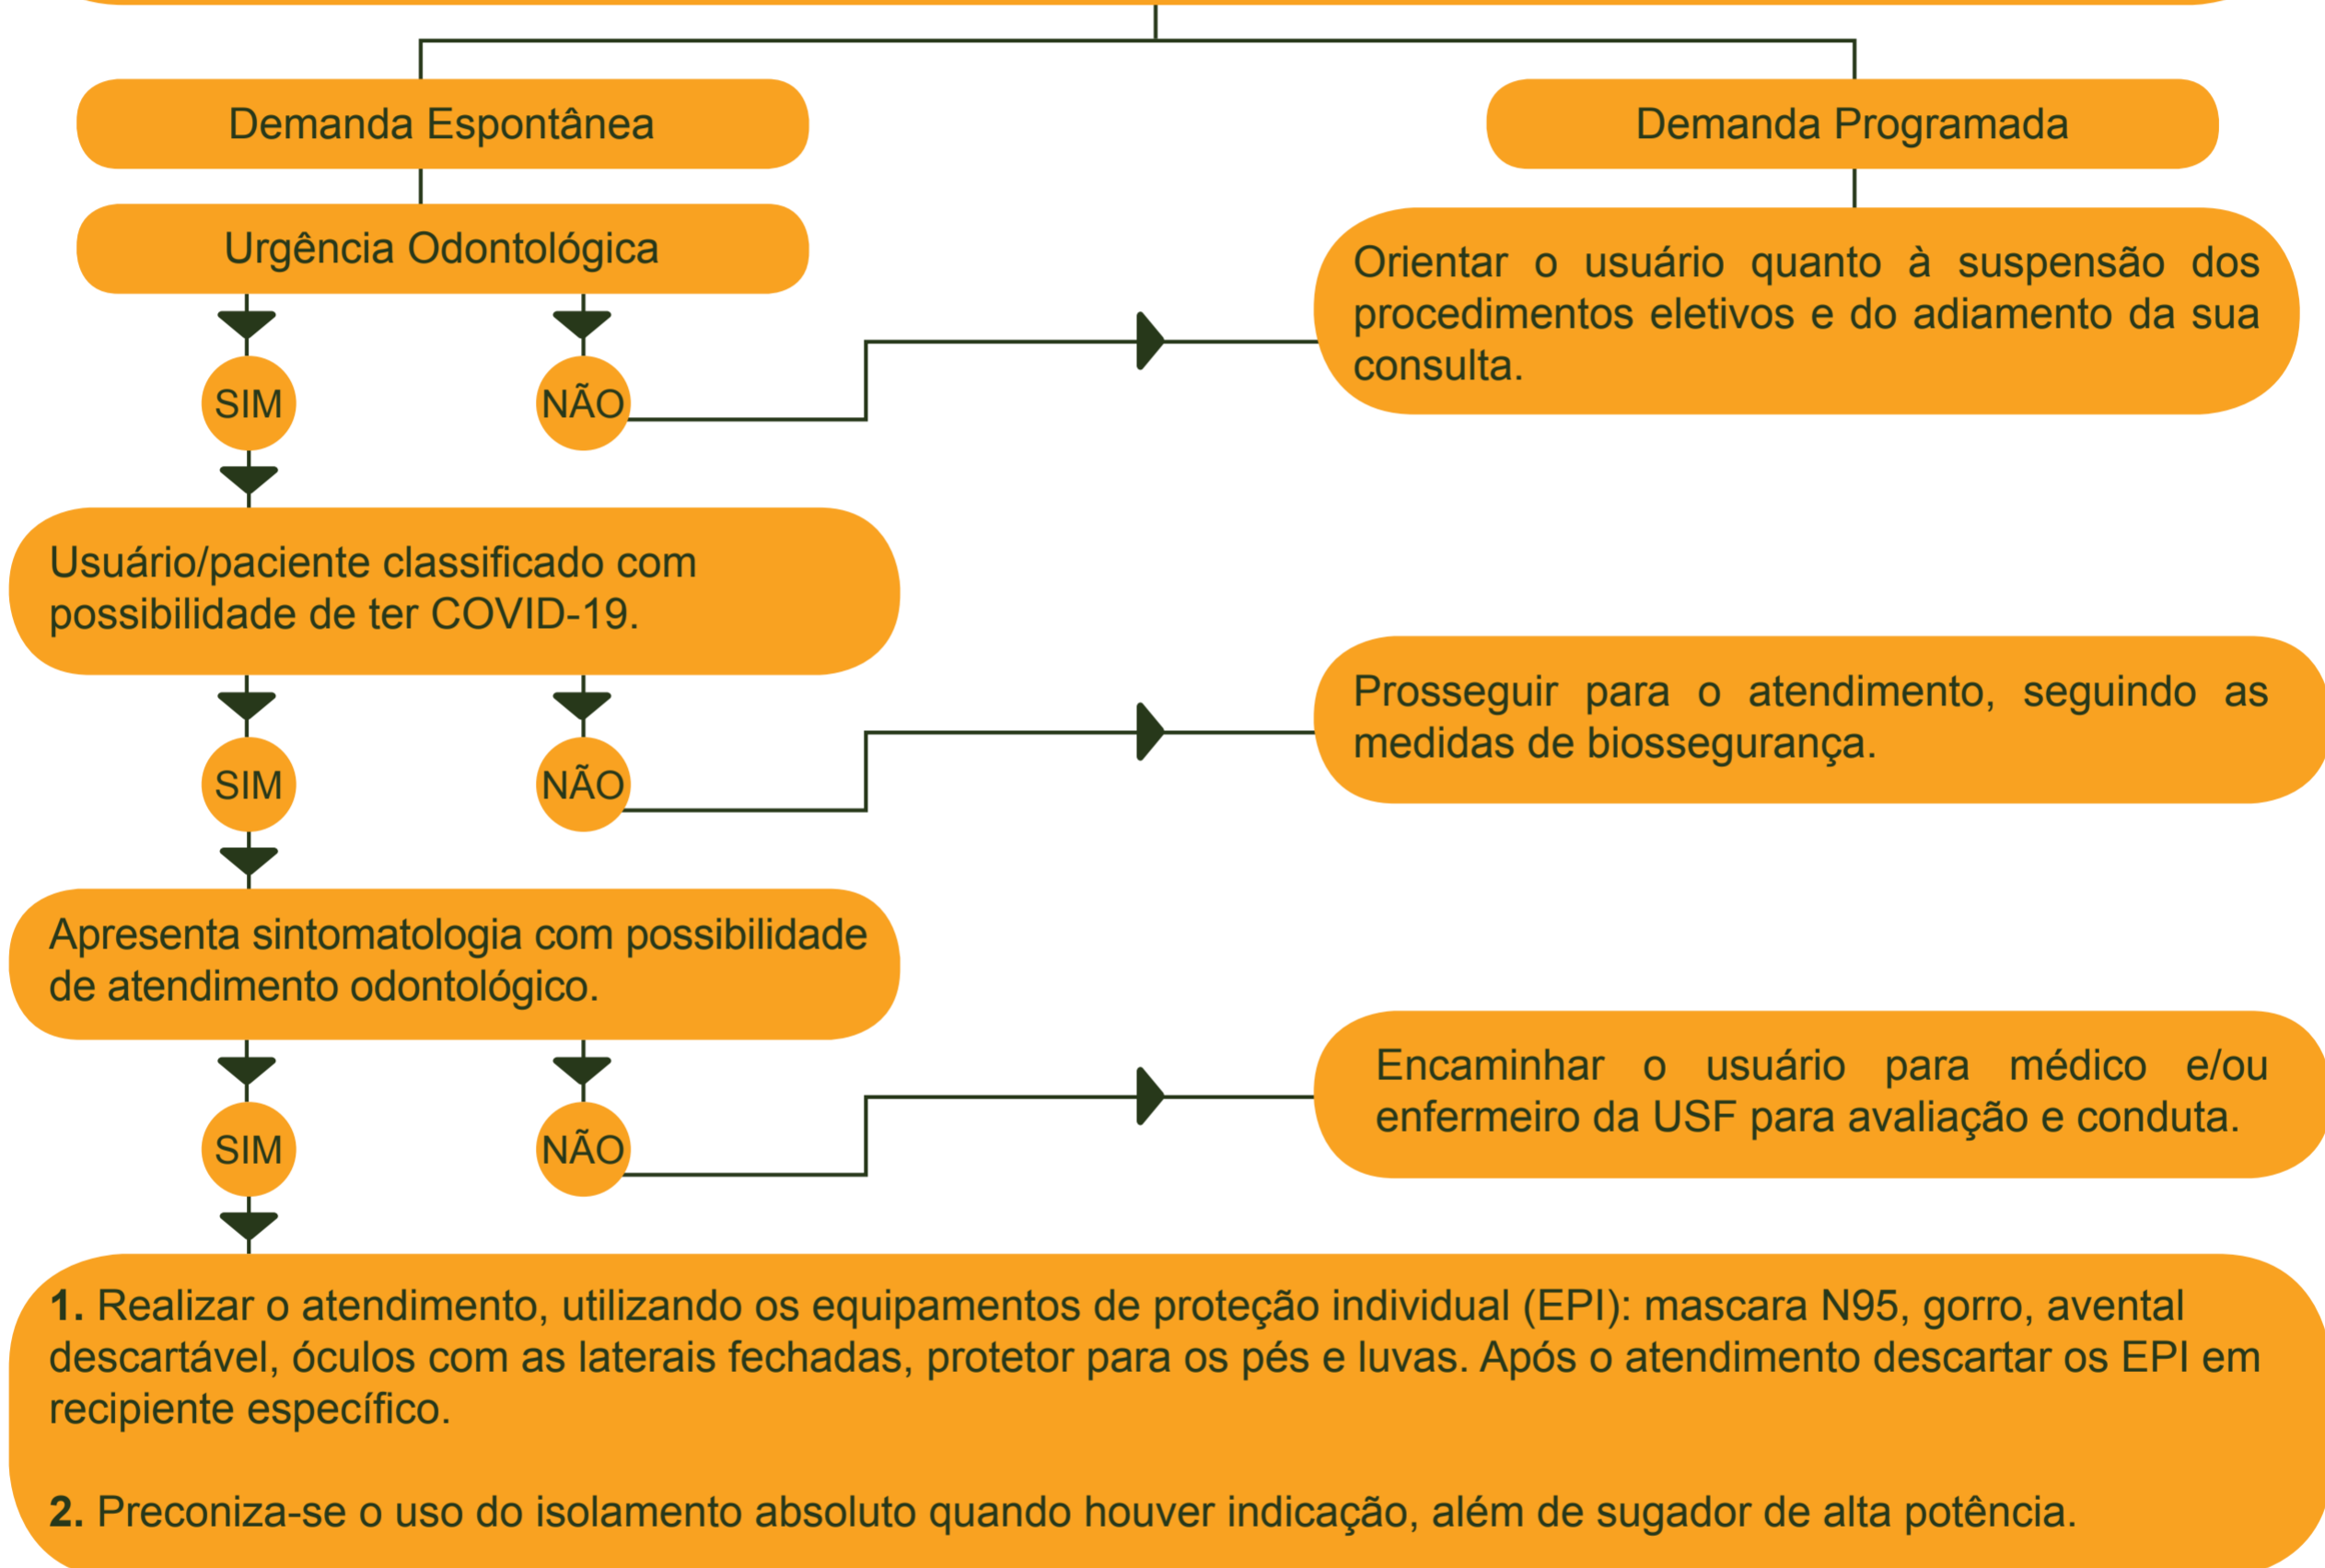 Demanda Espontânea
Demanda Programada
Urgência Odontológica
Orientar o usuário quanto à suspensão dos
procedimentos eletivos e do adiamento da sua
consulta.
SIM
NÃO
Usuário/paciente classificado com
possibilidade de ter COVID-19.
Prosseguir para o atendimento, seguindo as
medidas de biossegurança.
SIM
NÃO
Apresenta sintomatologia com possibilidade
de atendimento odontológico.
Encaminhar o usuário para médico e/ou
enfermeiro da USF para avaliação e conduta.
SIM
NÃO
1. Realizar o atendimento, utilizando os equipamentos de proteção individual (EPI): mascara N95, gorro, avental
descartável, óculos com as laterais fechadas, protetor para os pés e luvas. Após o atendimento descartar os EPI em
recipiente específico.
2. Preconiza-se o uso do isolamento absoluto quando houver indicação, além de sugador de alta potência.